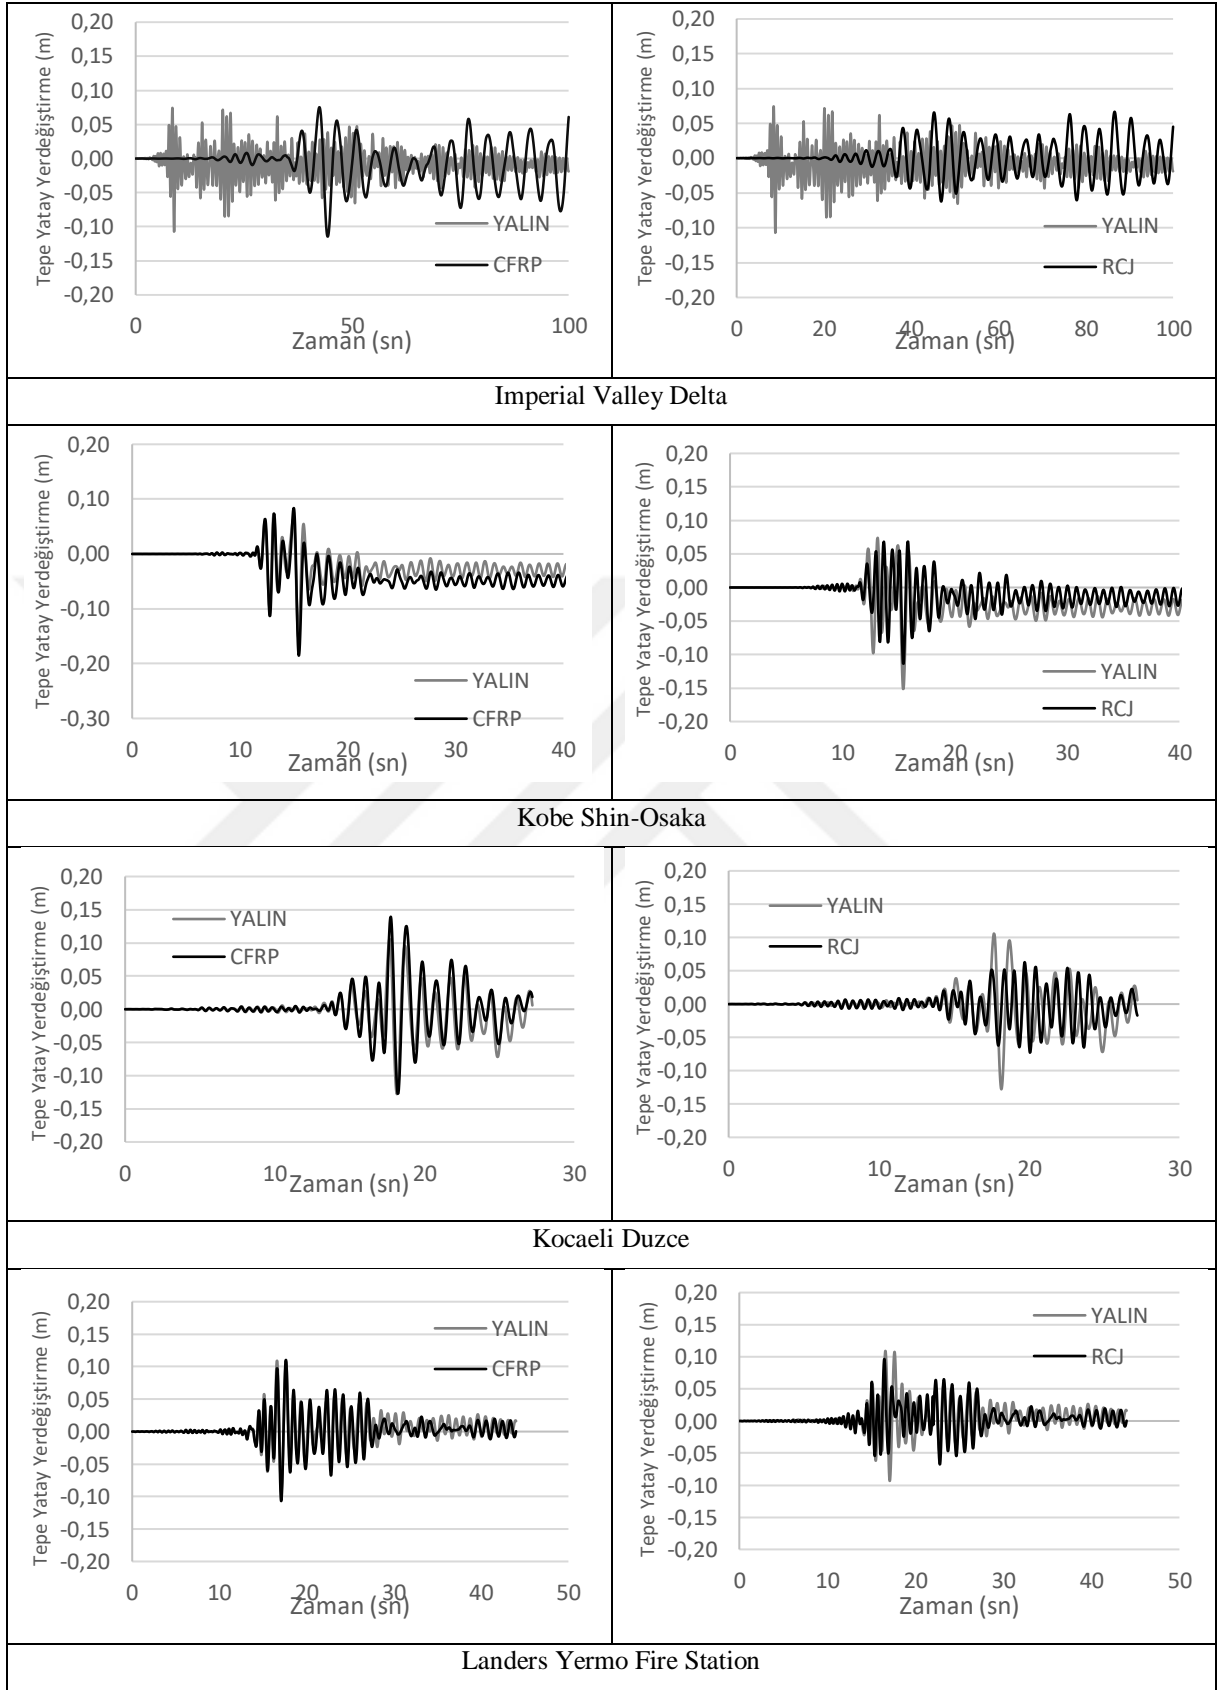 Tepe Yatay Yerdeğiştirme (m)
0,20
0,15
0,10
0,05
0,00
-0,05
-0,10
-0,15
-0,20
YALIN
CFRP
0
50
100
Zaman (sn)
Tepe Yatay Yerdeğiştirme (m)
0,20
0,15
0,10
0,05
0,00
-0,05
-0,10
-0,15
-0,20
YALIN
RCJ
0 20 40 60 80 100
Zaman (sn)
Imperial Valley Delta
Tepe Yatay Yerdeğiştirme (m)
0,20
0,10
0,00
-0,10
-0,20
-0,30
YALIN
CFRP
0 10 20 30 40
Zaman (sn)
Tepe Yatay Yerdeğiştirme (m)
0,20
0,15
0,10
0,05
0,00
-0,05
-0,10
-0,15
-0,20
YALIN
RCJ
0 10 20 30 40
Zaman (sn)
Kobe Shin-Osaka
Tepe Yatay Yerdeğiştirme (m)
0,20
0,15
0,10
0,05
0,00
-0,05
-0,10
-0,15
-0,20
YALIN
CFRP
0 10 20 30
Zaman (sn)
Tepe Yatay Yerdeğiştirme (m)
0,20
0,15
0,10
0,05
0,00
-0,05
-0,10
-0,15
-0,20
YALIN
RCJ
0 10 20 30
Zaman (sn)
Kocaeli Duzce
Tepe Yatay Yerdeğiştirme (m)
0,20
0,15
0,10
0,05
0,00
-0,05
-0,10
-0,15
-0,20
YALIN
CFRP
0 10 20 30 40 50
Zaman (sn)
Tepe Yatay Yerdeğiştirme (m)
0,20
0,15
0,10
0,05
0,00
-0,05
-0,10
-0,15
-0,20
YALIN
RCJ
0 10 20 30 40 50
Zaman (sn)
Landers Yermo Fire Station